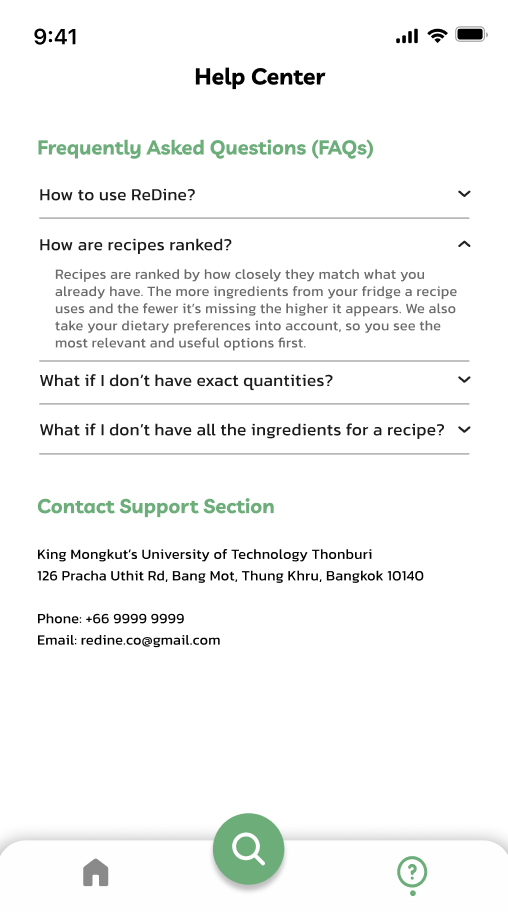 9:41
Help Center
Frequently Asked Questions (FAQs)
How to use ReDine?
How are recipes ranked?
Recipes are ranked by how closely they match what you
already have. The more ingredients from your fridge a recipe
uses and the fewer it's missing the higher it appears. We also
take your dietary preferences into account, so you see the
most relevant and useful options first.
What if I don't have exact quantities?
What if I don't have all the ingredients for a recipe?
Contact Support Section
King Mongkut's University of Technology Thonburi
126 Pracha Uthit Rd, Bang Mot, Thung Khru, Bangkok 10140
Phone: +66 9999 9999
Email: redine.co@gmail.com
?